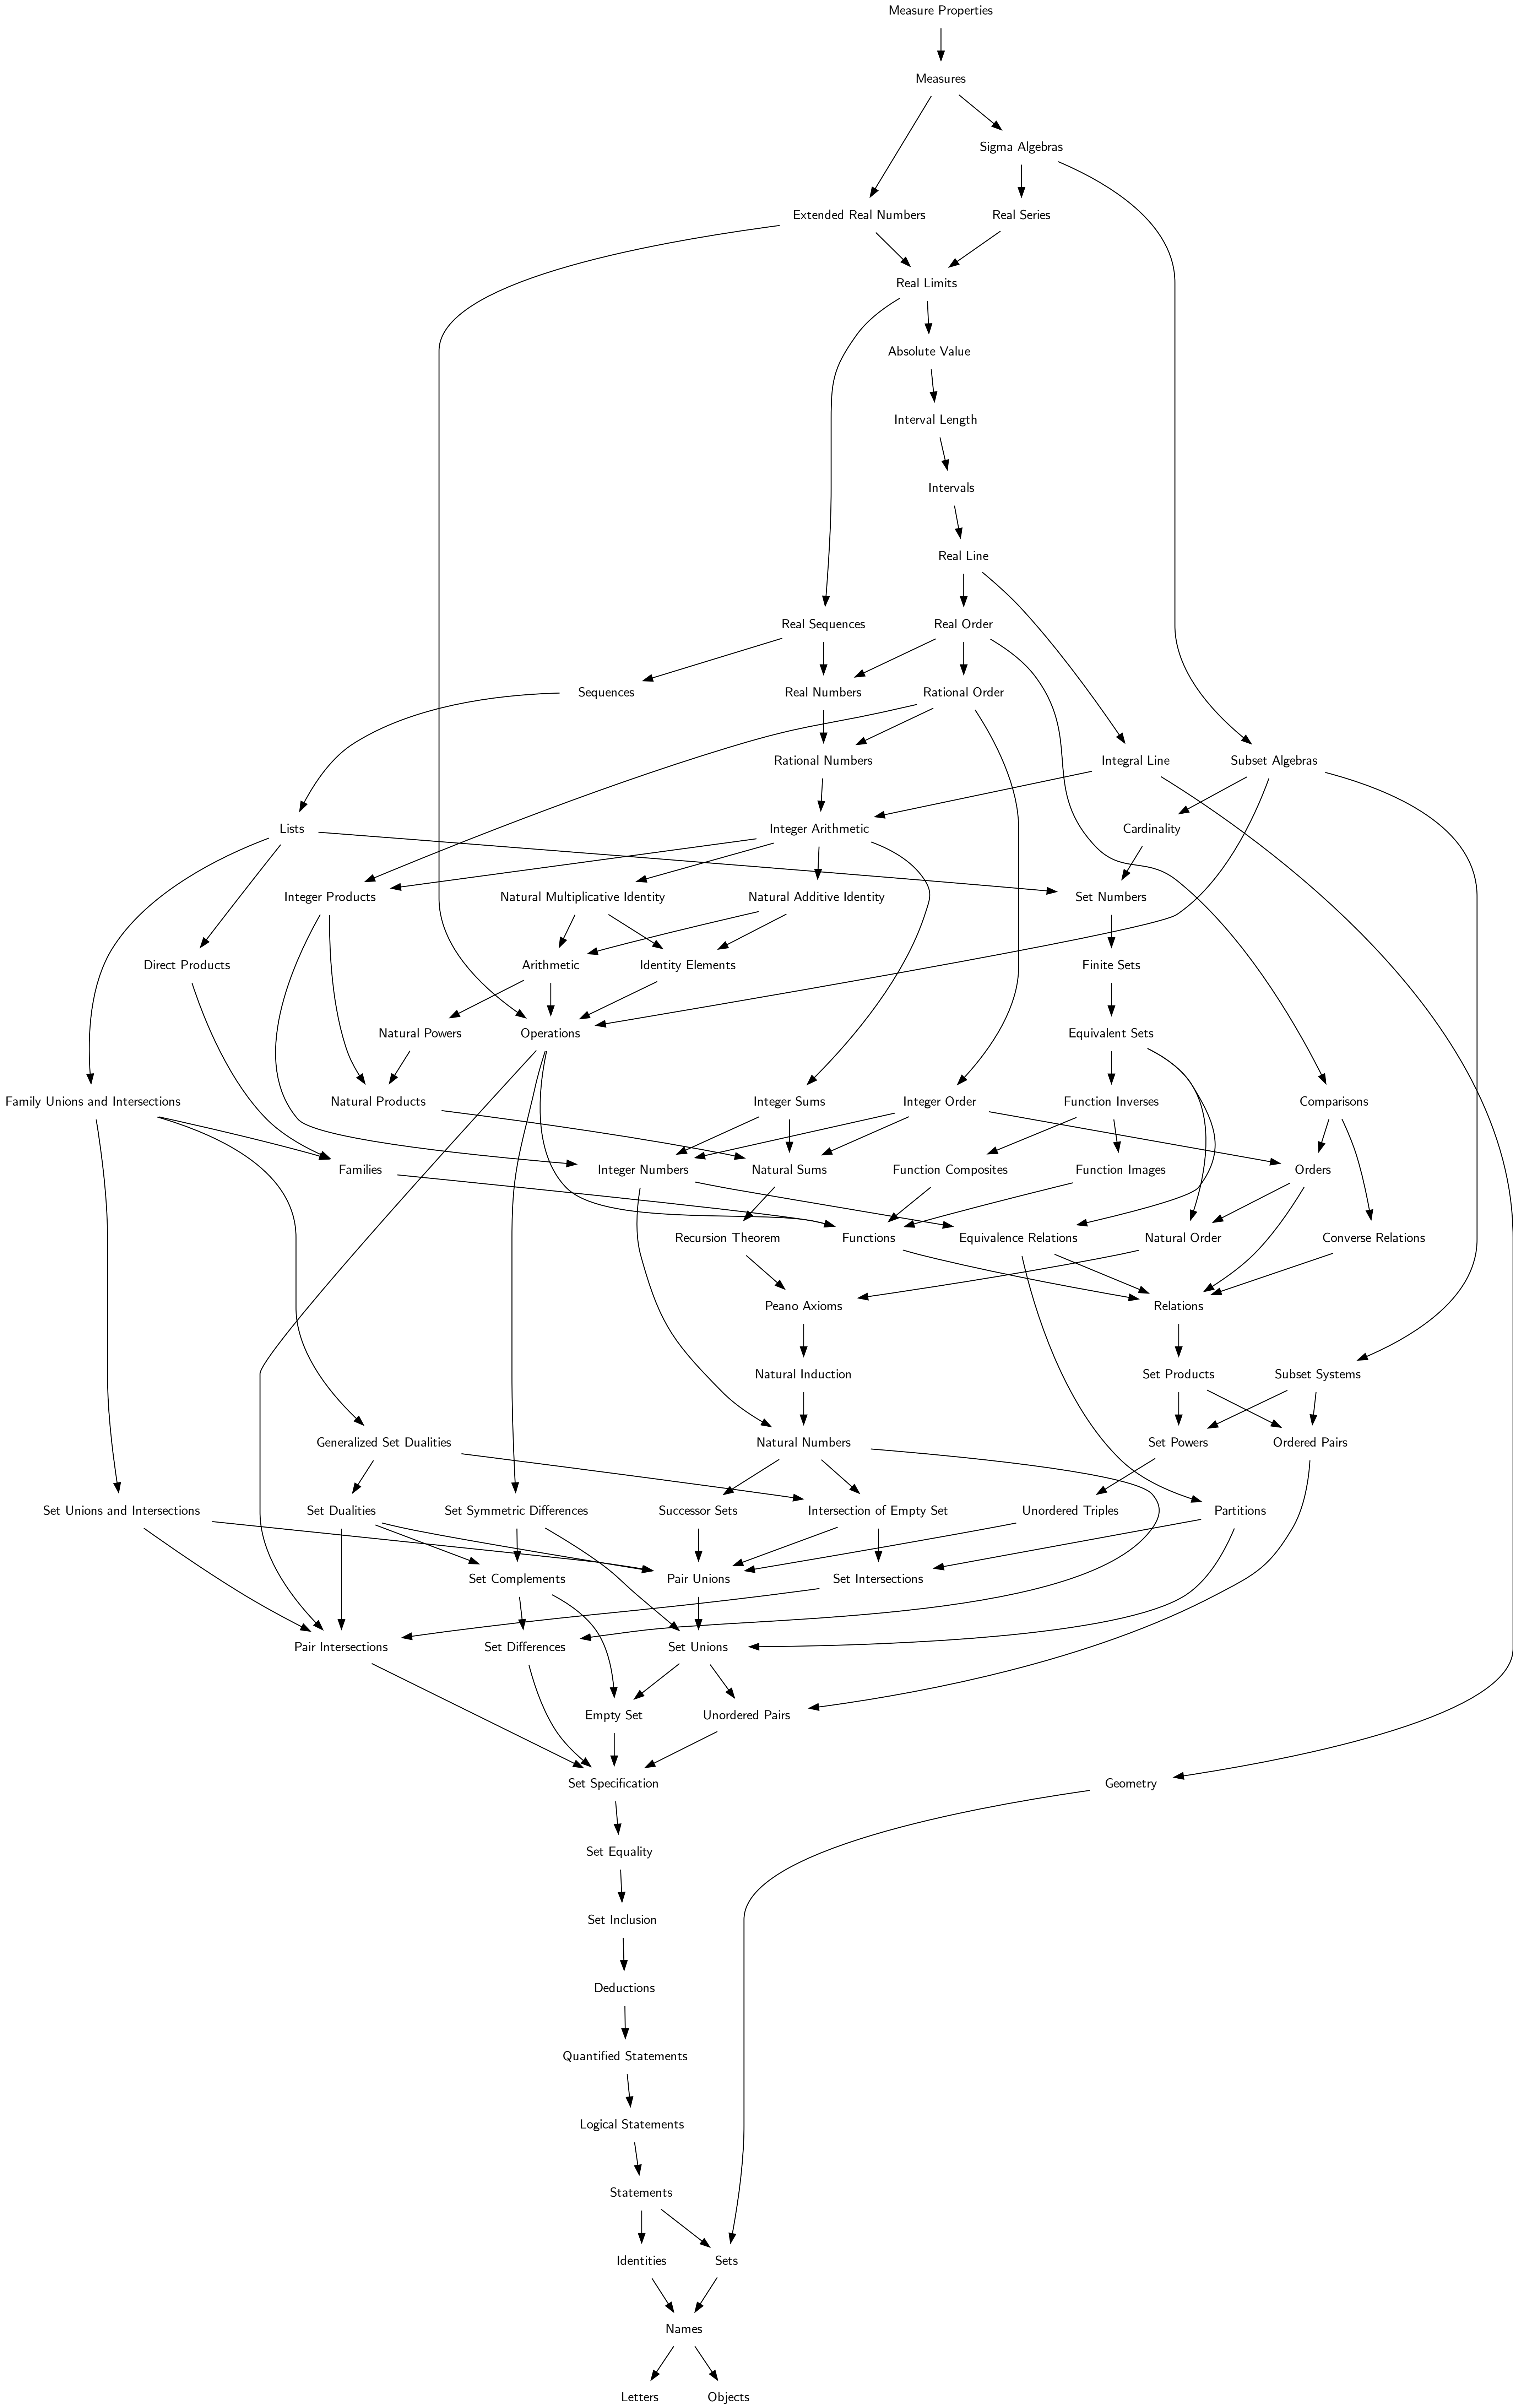 Measure Properties
Measures
Sigma Algebras
Extended Real Numbers
Real Series
Real Limits
Absolute Value
Interval Length
Intervals
Real Line
Real Sequences
Real Order
Sequences
Real Numbers
Rational Order
Rational Numbers
Integral Line
Subset Algebras
Lists
Integer Arithmetic
Cardinality
Integer Products
Natural Multiplicative Identity
Natural Additive Identity
Set Numbers
Direct Products
Arithmetic
Identity Elements
Finite Sets
Natural Powers
Operations
Equivalent Sets
Family Unions and Intersections
Natural Products
Integer Sums
Integer Order
Function Inverses
Comparisons
Families
Integer Numbers
Natural Sums
Function Composites
Function Images
Orders
Recursion Theorem
Functions
Equivalence Relations
Natural Order
Converse Relations
Peano Axioms
Relations
Natural Induction
Set Products
Subset Systems
Generalized Set Dualities
Natural Numbers
Set Powers
Ordered Pairs
Set Unions and Intersections
Set Dualities
Set Symmetric Differences
Successor Sets
Intersection of Empty Set
Unordered Triples
Partitions
Set Complements
Pair Unions
Set Intersections
Pair Intersections
Set Differences
Set Unions
Empty Set
Unordered Pairs
Set Specification
Geometry
Set Equality
Set Inclusion
Deductions
Quantified Statements
Logical Statements
Statements
Identities
Sets
Names
Letters
Objects